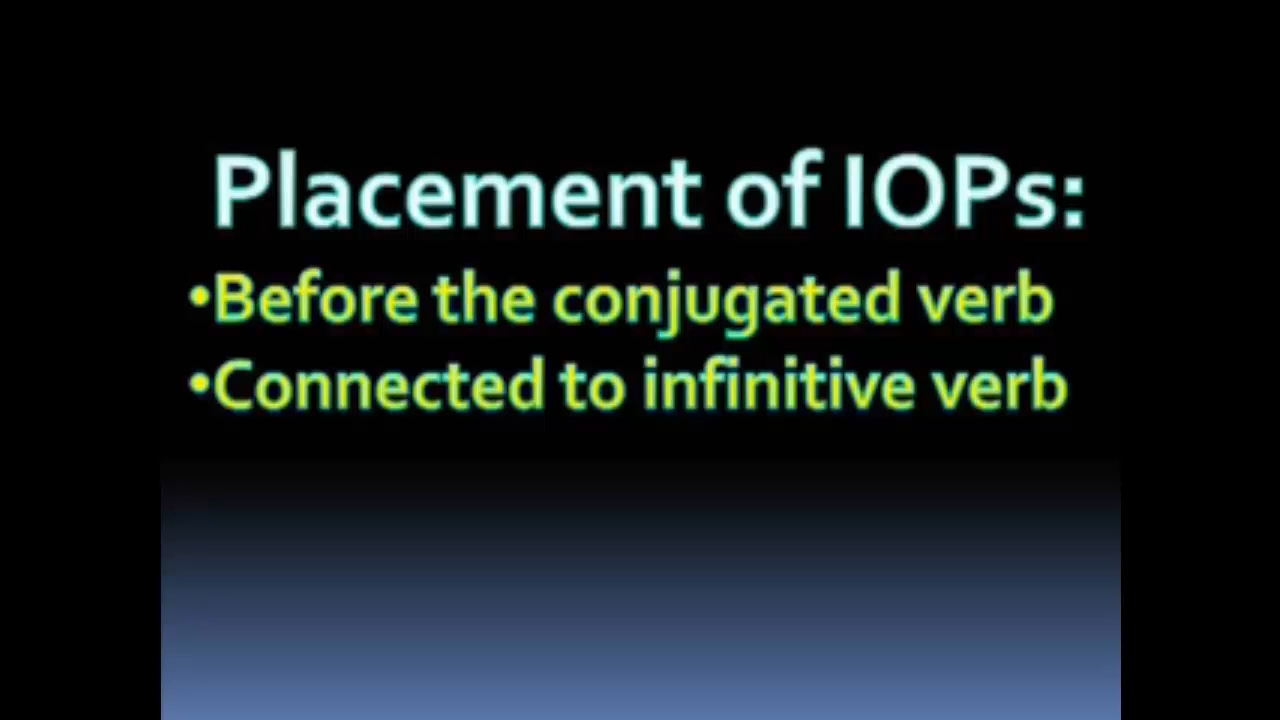 Placement of IOPs:
•Before the conjugated verb
•Connected to infinitive verb